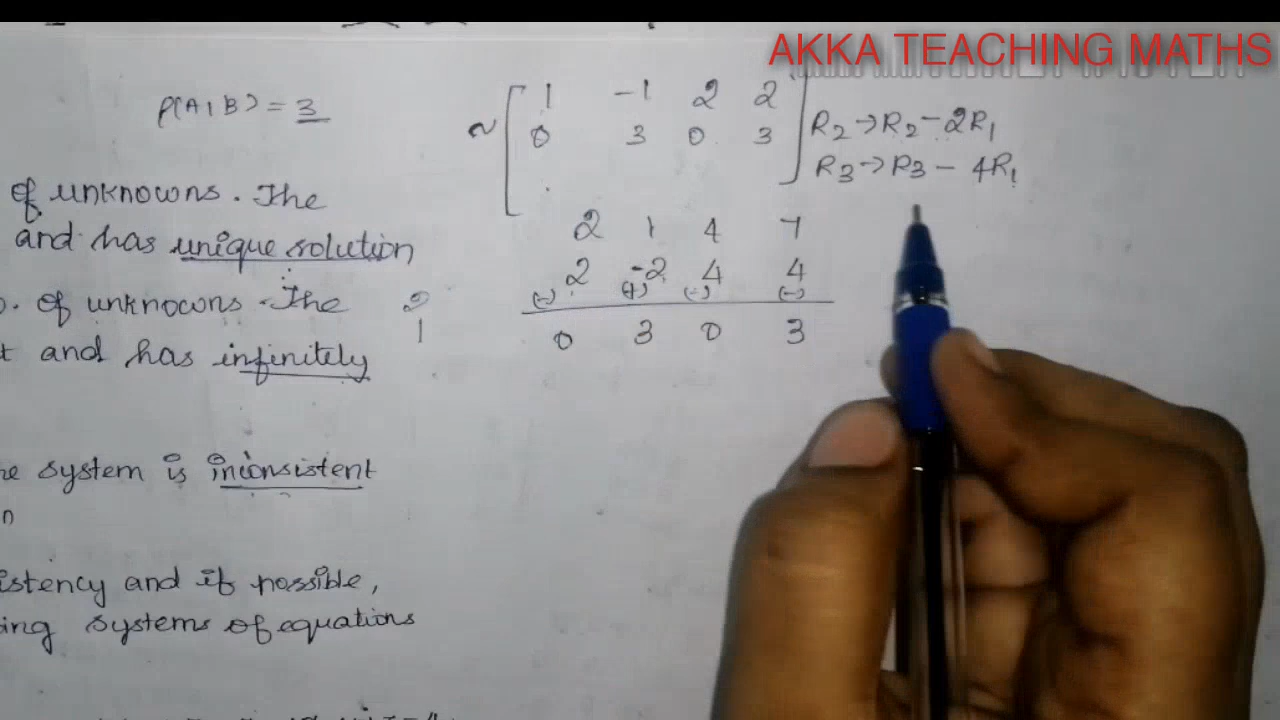 AKKA TEACHING MATHS
ρ(A|B) = 3
of unknowns. The
and has unique solution
of unknowns. The
and has infinitely
system is inconsistent
and if possible,
systems of equations
~ [ 1 -1 2 2
0 3 0 3 ]
R2→R2-2R1
R3→R3-4R1
2 1 4 7
2 -2 4 4
(-) (+) (-) (-)
0 3 0 3
2
1